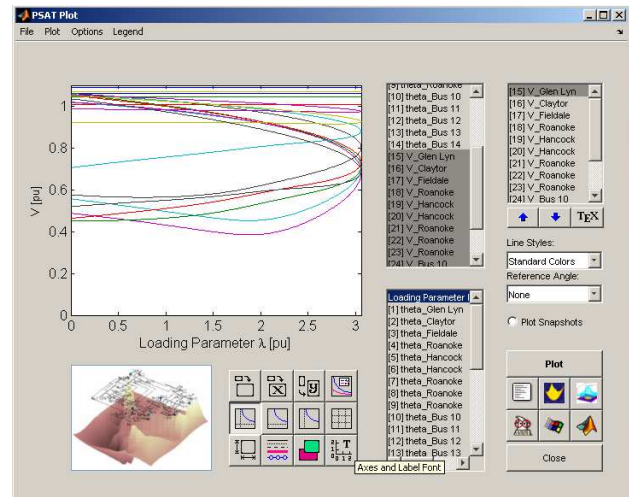 PSAT Plot
File Plot Options Legend
1
0.8
0.6
0.4
0.2
0
V [pu]
0 0.5 1 1.5 2 2.5 3
Loading Parameter λ [pu]
[9] theta_Roanoke
[10] theta_Bus 10
[11] theta_Bus 11
[12] theta_Bus 12
[13] theta_Bus 13
[14] theta_Bus 14
[15] V_Glen Lyn
[16] V_Claytor
[17] V_Fieldale
[18] V_Roanoke
[19] V_Hancock
[20] V_Hancock
[21] V_Roanoke
[22] V_Roanoke
[23] V_Roanoke
[24] V_Bus 10
[15] V_Glen Lyn
[16] V_Claytor
[17] V_Fieldale
[18] V_Roanoke
[19] V_Hancock
[20] V_Hancock
[21] V_Roanoke
[22] V_Roanoke
[23] V_Roanoke
[24] V_Bus 10
TEX
Line Styles:
Standard Colors
Reference Angle:
None
Plot Snapshots
Loading Parameter
[1] theta_Glen Lyn
[2] theta_Claytor
[3] theta_Fieldale
[4] theta_Roanoke
[5] theta_Hancock
[6] theta_Hancock
[7] theta_Roanoke
[8] theta_Roanoke
[9] theta_Roanoke
[10] theta_Bus 10
[11] theta_Bus 11
[12] theta_Bus 12
[13] theta_Bus 13
x
y
T
Axes and Label Font
Plot
Close